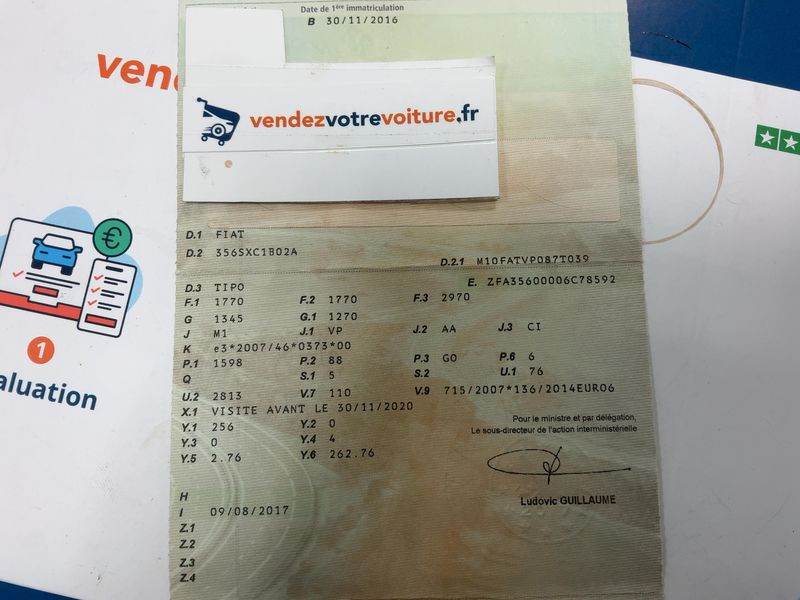 Date de 1ère immatriculation
B 30/11/2016
vendezvotrevoiture.fr
D.1 FIAT
D.2 356SXC1B02A
D.2.1 M10FATVP087T039
D.3 TIPO
E. ZFA35600006C78592
F.1 1770 F.2 1770 F.3 2970
G 1345 G.1 1270
J M1 J.1 VP J.2 AA J.3 CI
K e3*2007/46*0373*00
P.1 1598 P.2 88 P.3 GO P.6 6
Q S.1 5 S.2 U.1 76
U.2 2813 V.7 110 V.9 715/2007*136/2014EURO6
X.1 VISITE AVANT LE 30/11/2020
Y.1 256 Y.2 0
Y.3 0 Y.4 4
Y.5 2.76 Y.6 262.76
Pour le ministre et par délégation,
Le sous-directeur de l'action interministérielle
Ludovic GUILLAUME
H
I 09/08/2017
Z.1
Z.2
Z.3
Z.4
ven
€
1
aluation